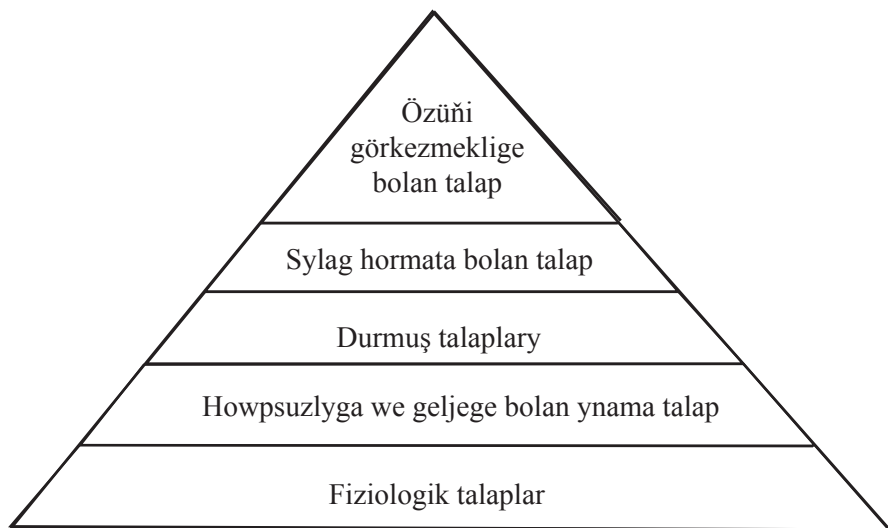 Özüňi
görkezmeklige
bolan talap
Sylag hormata bolan talap
Durmuş talaplary
Howpsuzlyga we geljege bolan ynama talap
Fiziologik talaplar